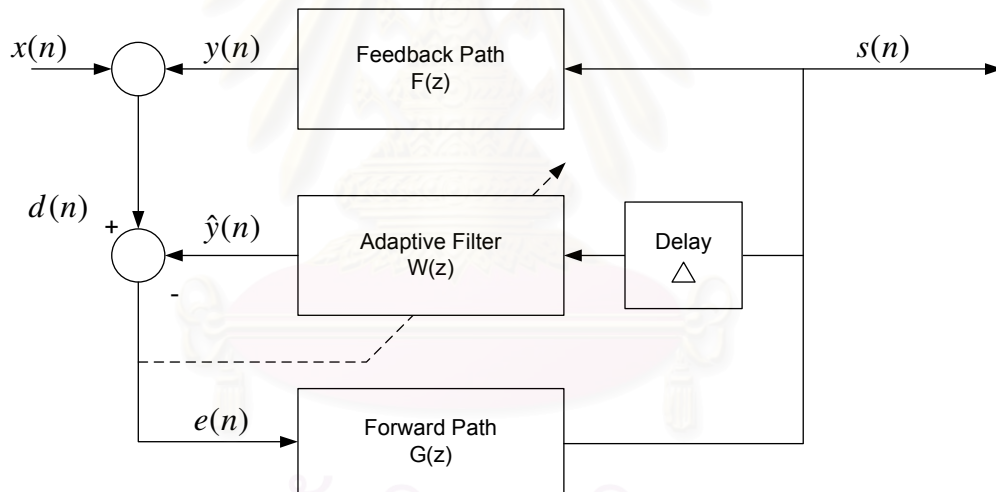 x(n)
y(n)
Feedback Path
F(z)
s(n)
d(n)
+
ŷ(n)
Adaptive Filter
W(z)
Delay
△
-
e(n)
Forward Path
G(z)